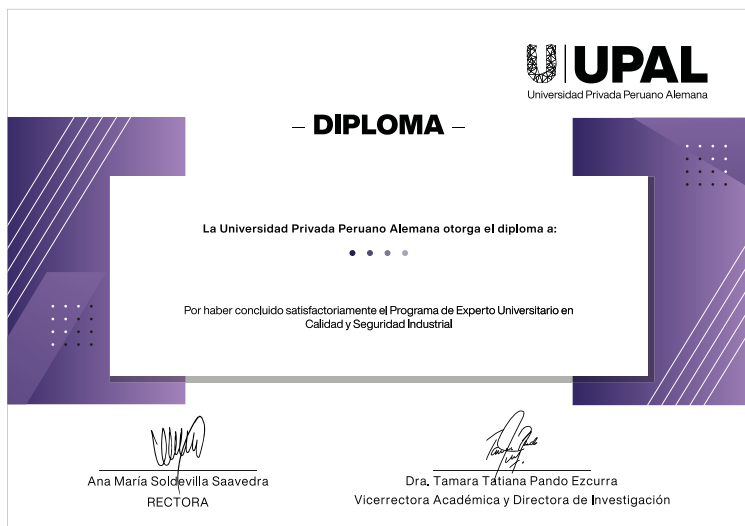 UPAL
Universidad Privada Peruano Alemana
– DIPLOMA –
La Universidad Privada Peruano Alemana otorga el diploma a:
Por haber concluido satisfactoriamente el Programa de Experto Universitario en
Calidad y Seguridad Industrial
Ana María Soldevilla Saavedra
RECTORA
Dra. Tamara Tatiana Pando Ezcurra
Vicerrectora Académica y Directora de Investigación